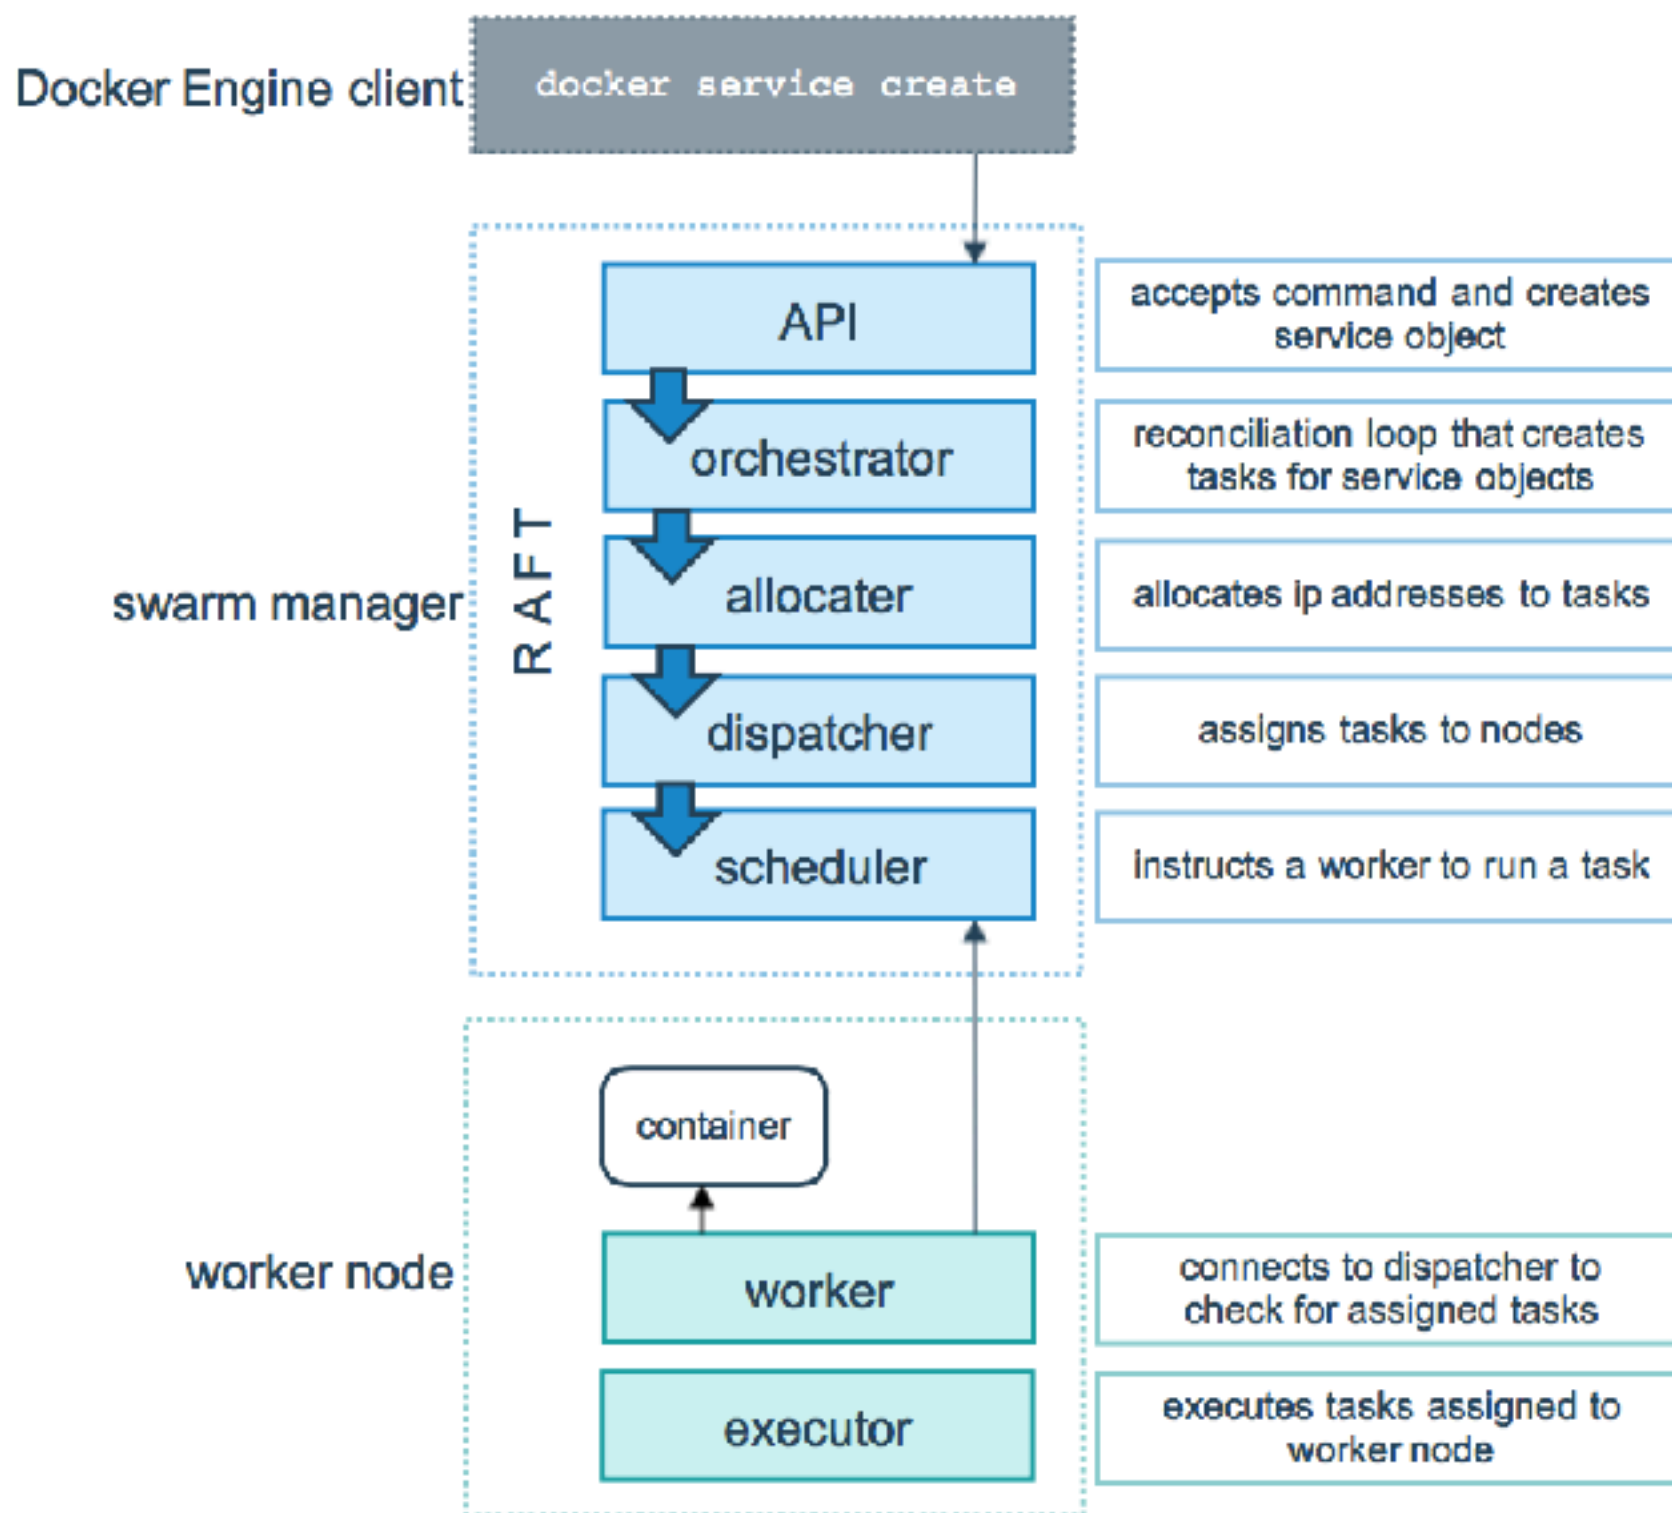 Docker Engine client
docker service create
swarm manager
RAFT
API
accepts command and creates
service object
orchestrator
reconciliation loop that creates
tasks for service objects
allocater
allocates ip addresses to tasks
dispatcher
assigns tasks to nodes
scheduler
instructs a worker to run a task
worker node
container
worker
connects to dispatcher to
check for assigned tasks
executor
executes tasks assigned to
worker node